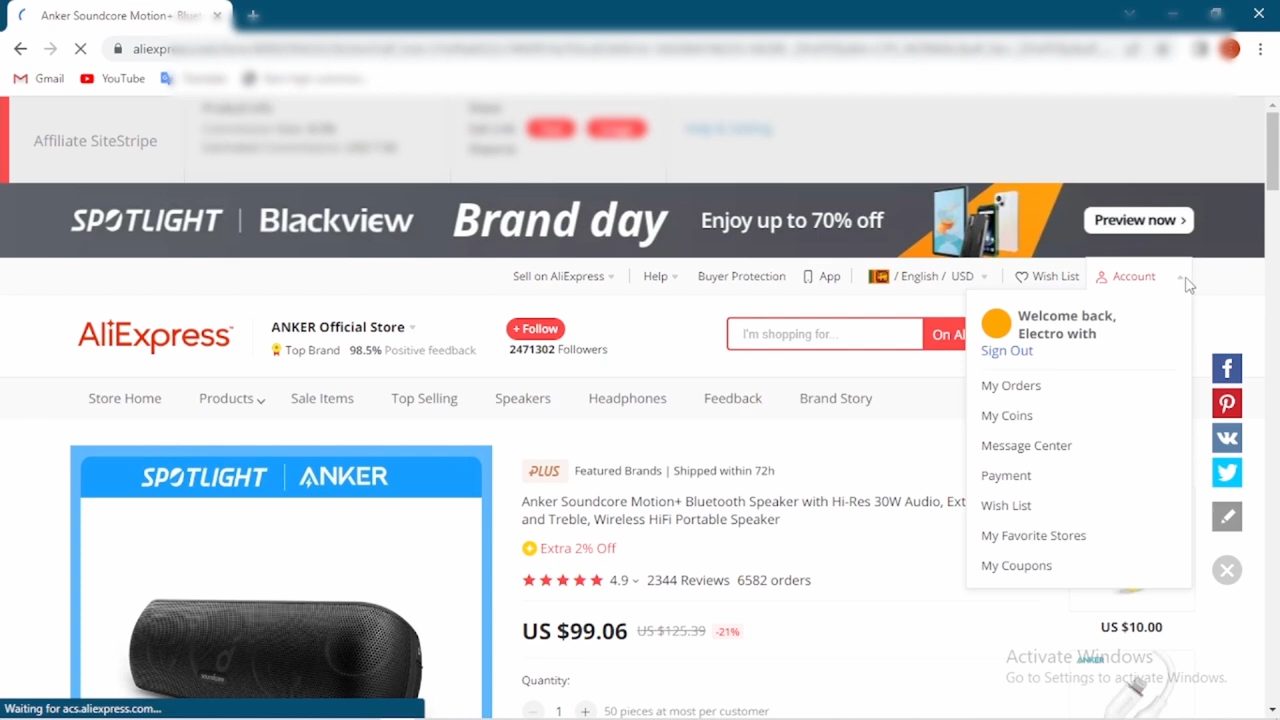 Anker Soundcore Motion+ Blue
aliexpress
Gmail YouTube
Affiliate SiteStripe
SPOTLIGHT | Blackview Brand day Enjoy up to 70% off Preview now ›
Sell on AliExpress Help Buyer Protection App / English / USD Wish List Account
Welcome back,
Electro with
Sign Out
AliExpress
ANKER Official Store
Top Brand 98.5% Positive feedback
+ Follow
2471302 Followers
I'm shopping for...
On Al
My Orders
My Coins
Message Center
Payment
Wish List
My Favorite Stores
My Coupons
Store Home Products Sale Items Top Selling Speakers Headphones Feedback Brand Story
SPOTLIGHT | ANKER
PLUS Featured Brands | Shipped within 72h
Anker Soundcore Motion+ Bluetooth Speaker with Hi-Res 30W Audio, Ext
and Treble, Wireless HiFi Portable Speaker
Extra 2% Off
4.9 2344 Reviews 6582 orders
US $99.06 US $125.39 -21%
US $10.00
Quantity:
1 + 50 pieces at most per customer
soundcore
ANKER
Activate Windows
Go to Settings to activate Windows.
Waiting for acs.aliexpress.com...